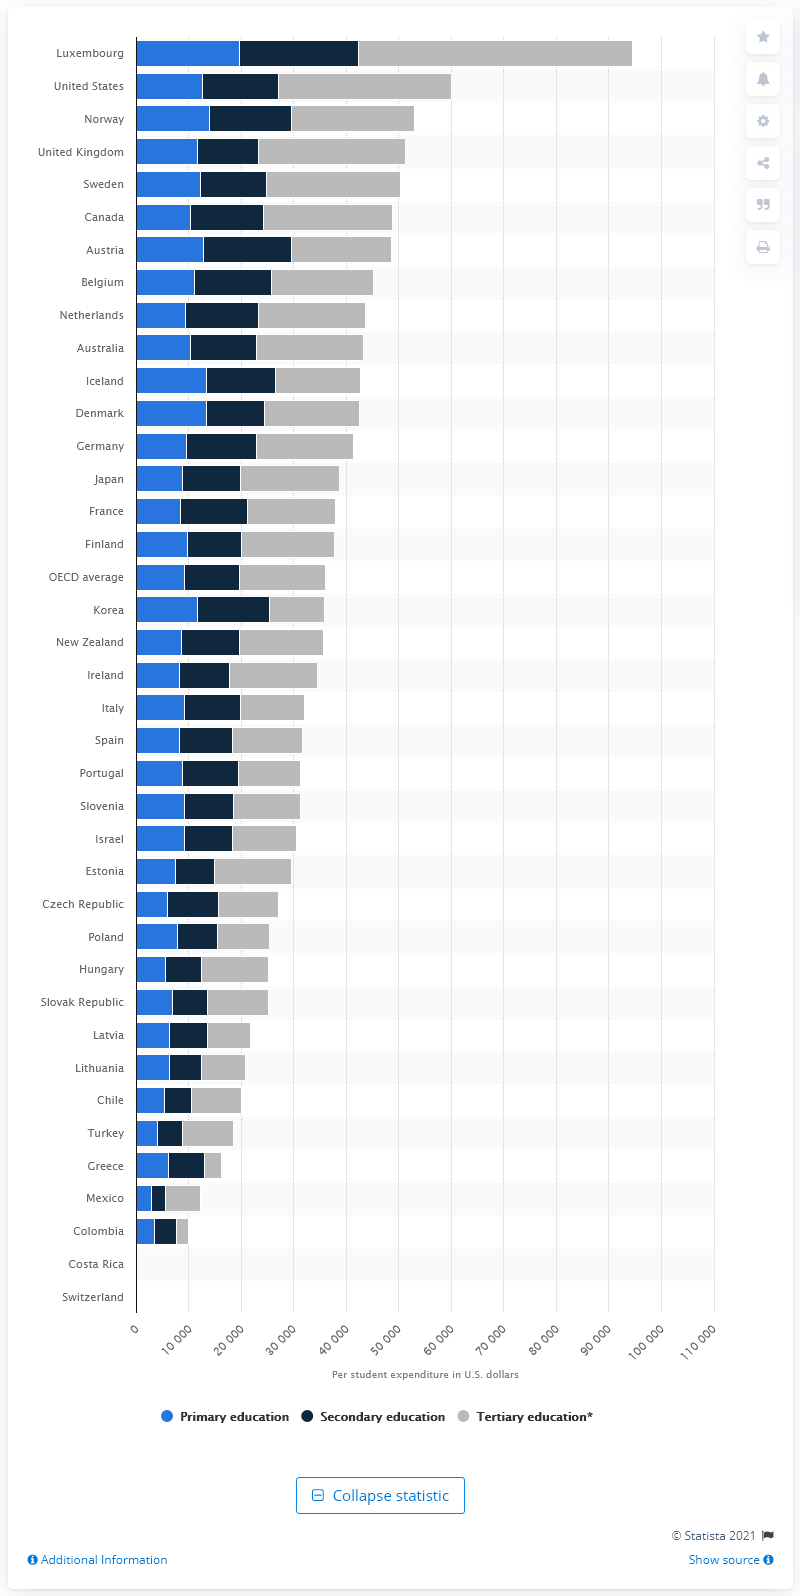 Luxembourg
United States
Norway
United Kingdom
Sweden
Canada
Austria
Belgium
Netherlands
Australia
Iceland
Denmark
Germany
Japan
France
Finland
OECD average
Korea
New Zealand
Ireland
Italy
Spain
Portugal
Slovenia
Israel
Estonia
Czech Republic
Poland
Hungary
Slovak Republic
Latvia
Lithuania
Chile
Turkey
Greece
Mexico
Colombia
Costa Rica
Switzerland
0 10 000 20 000 30 000 40 000 50 000 60 000 70 000 80 000 90 000 100 000 110 000
Per student expenditure in U.S. dollars
Primary education Secondary education Tertiary education*
Collapse statistic
© Statista 2021
Additional Information Show source